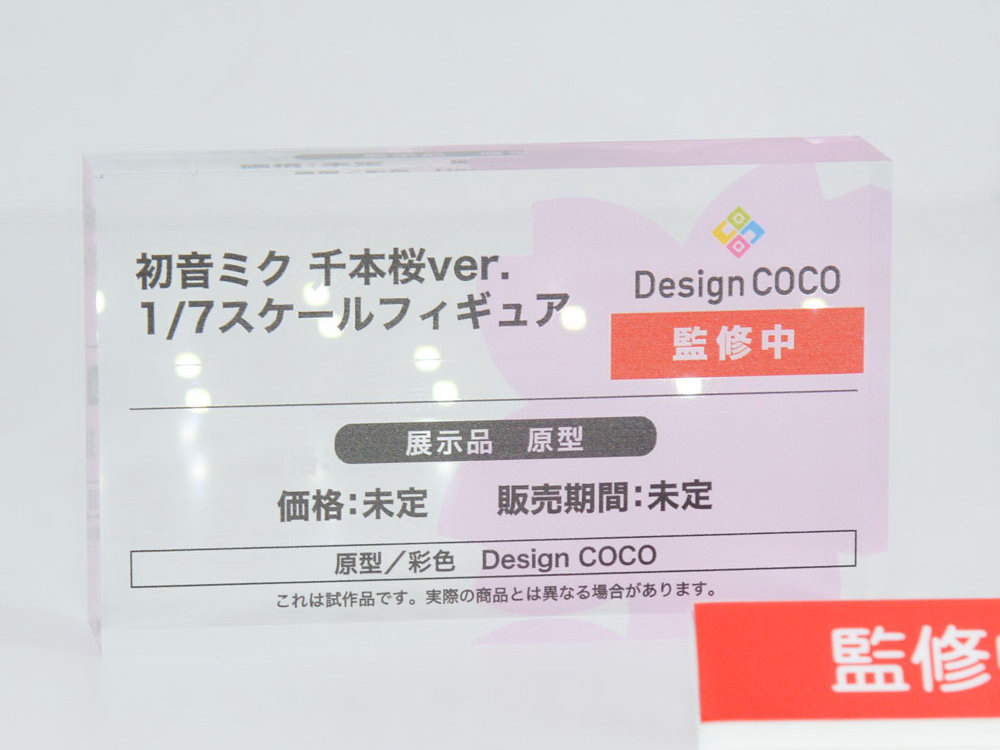 初音ミク 千本桜ver.
1/7スケールフィギュア
Design COCO
監修中
展示品　原型
価格：未定　販売期間：未定
原型／彩色　Design COCO
これは試作品です。実際の商品とは異なる場合があります。
監修